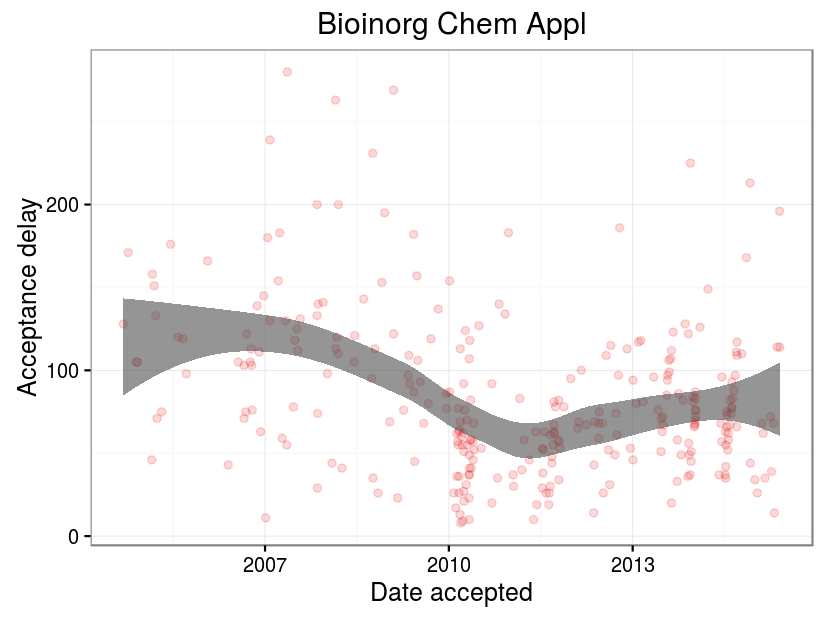 Bioinorg Chem Appl
Acceptance delay
200
100
0
2007 2010 2013
Date accepted